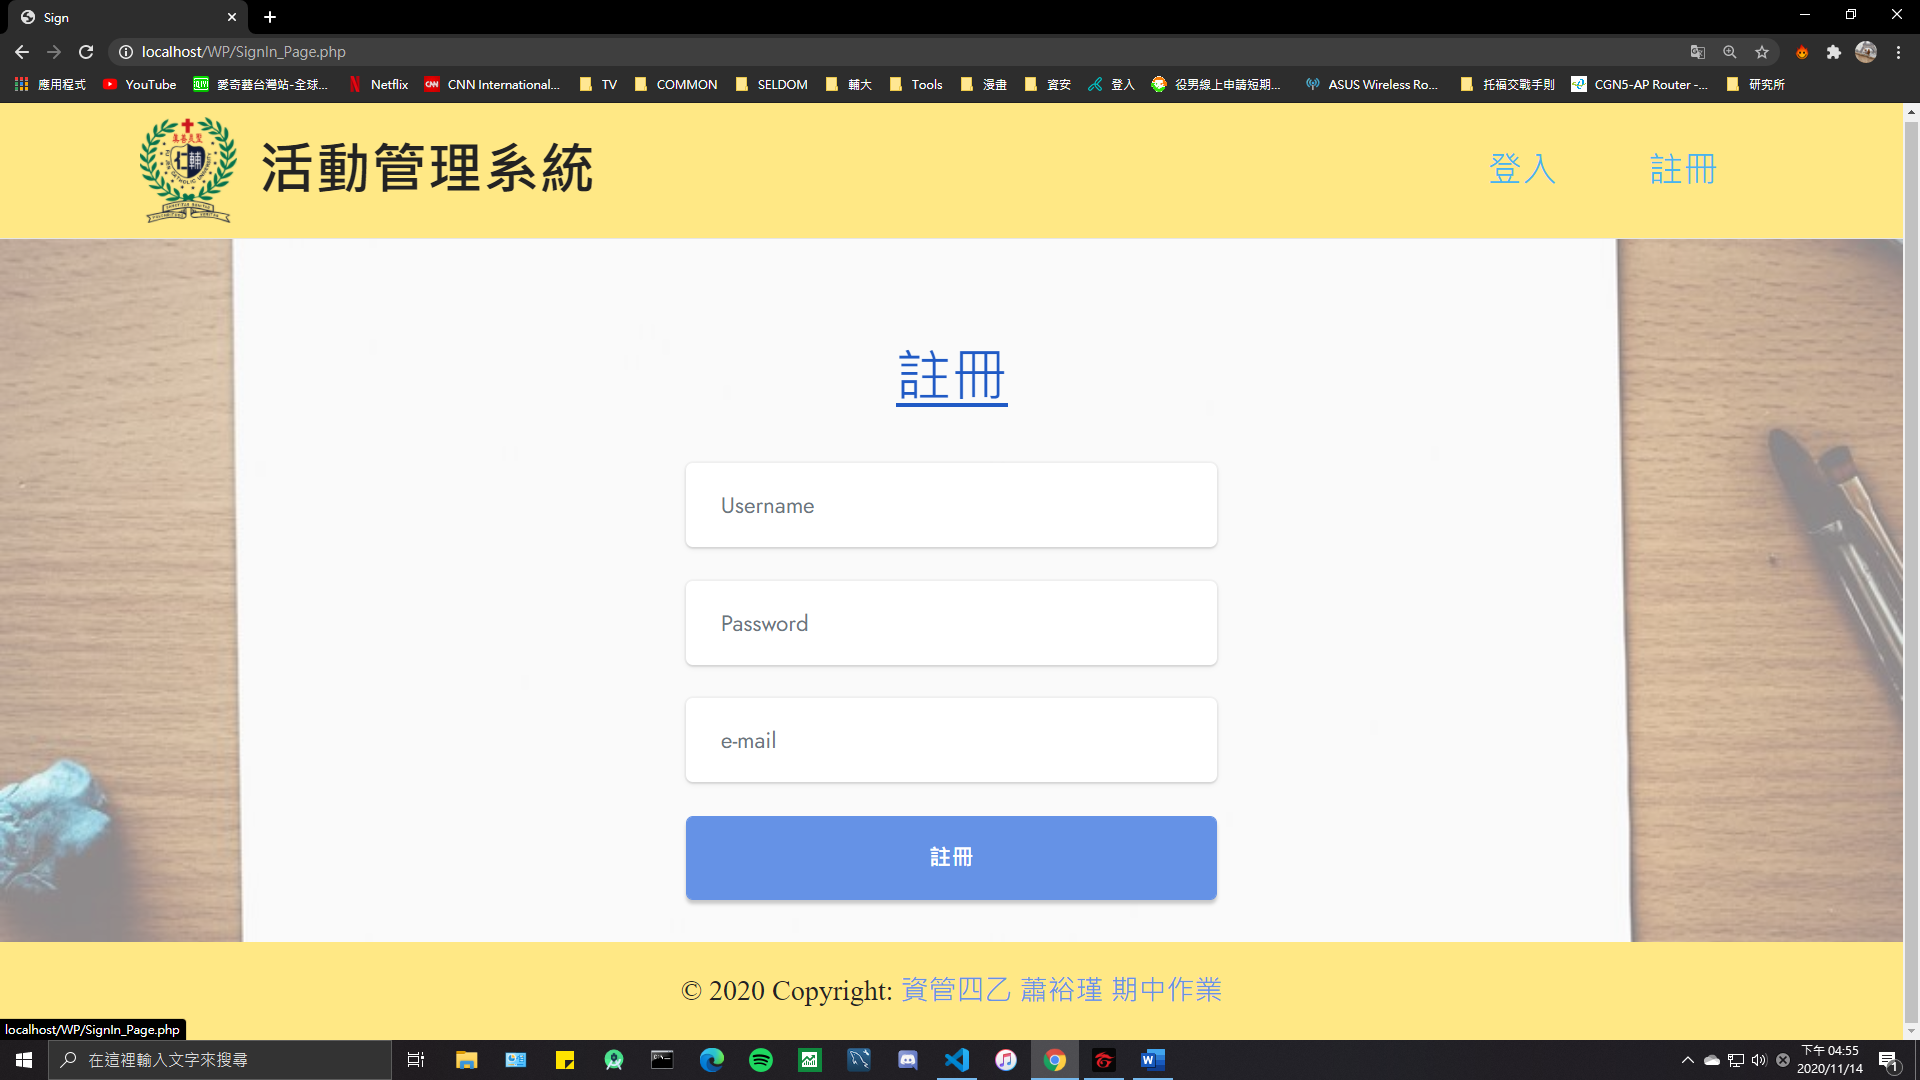 Sign
localhost/WP/SignIn_Page.php
應用程式 YouTube 愛奇藝台灣站-全球... Netflix CNN International... TV COMMON SELDOM 輔大 Tools 漫畫 資安 登入 役男線上申請短期... ASUS Wireless Ro... 托福交戰手則 CGN5-AP Router -... 研究所
活動管理系統
登入 註冊
註冊
Username
Password
e-mail
註冊
© 2020 Copyright: 資管四乙 蕭裕瑾 期中作業
localhost/WP/SignIn_Page.php
在這裡輸入文字來搜尋
下午 04:55
2020/11/14
1